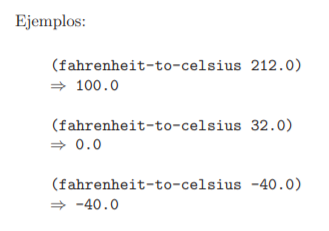 Ejemplos:
(fahrenheit-to-celsius 212.0)
⇒ 100.0
(fahrenheit-to-celsius 32.0)
⇒ 0.0
(fahrenheit-to-celsius -40.0)
⇒ -40.0